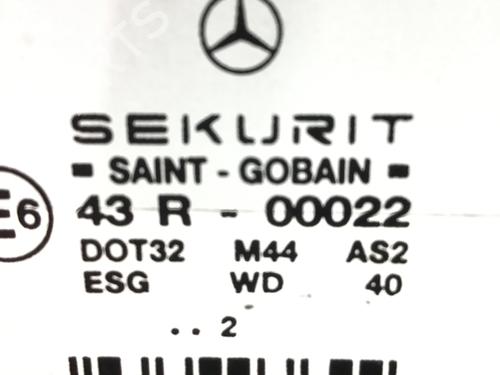 SEKURIT
▪ SAINT - GOBAIN ▪
E6 43 R - 00022
DOT32 M44 AS2
ESG WD 40
. . 2